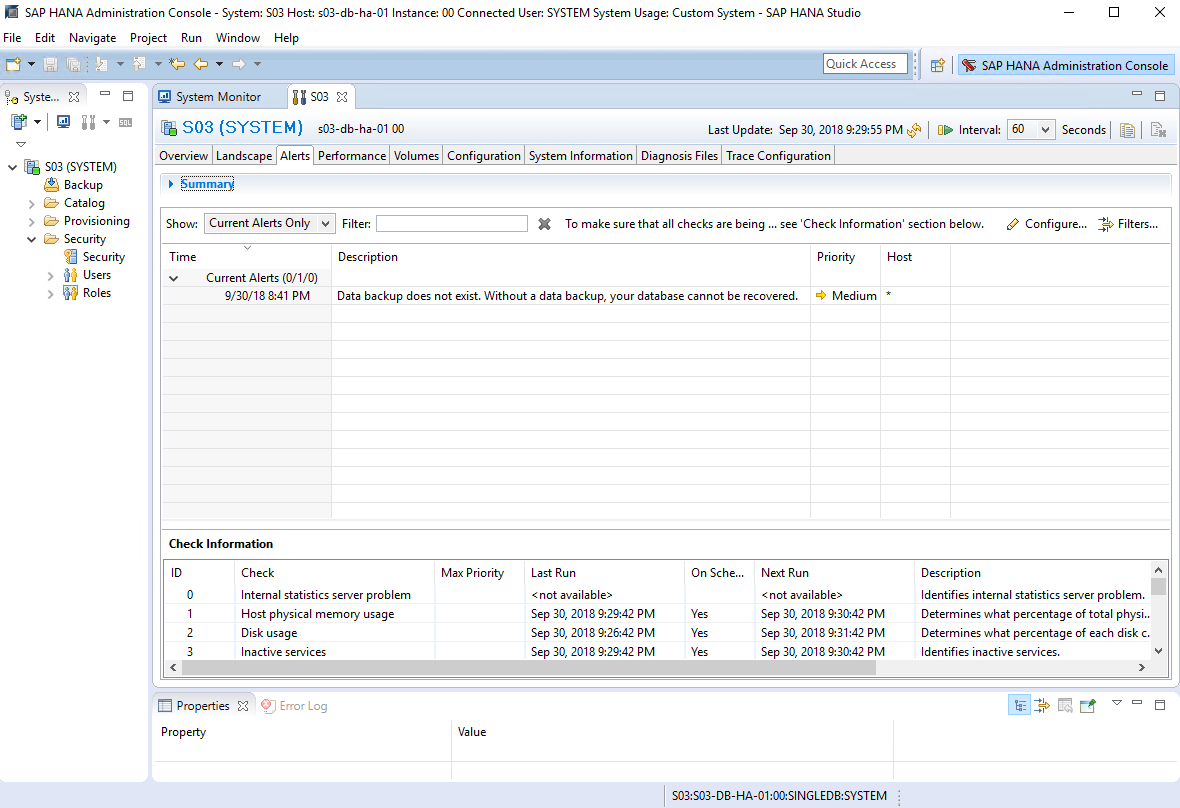 SAP HANA Administration Console - System: S03 Host: s03-db-ha-01 Instance: 00 Connected User: SYSTEM System Usage: Custom System - SAP HANA Studio
File Edit Navigate Project Run Window Help
Quick Access
SAP HANA Administration Console
Syste...
System Monitor
S03
SQL
S03 (SYSTEM)
s03-db-ha-01 00
Last Update: Sep 30, 2018 9:29:55 PM
Interval: 60 Seconds
S03 (SYSTEM)
Backup
Catalog
Provisioning
Security
Security
Users
Roles
Overview Landscape Alerts Performance Volumes Configuration System Information Diagnosis Files Trace Configuration
Summary
Show: Current Alerts Only Filter: To make sure that all checks are being ... see 'Check Information' section below. Configure... Filters...
Time Description Priority Host
Current Alerts (0/1/0)
9/30/18 8:41 PM Data backup does not exist. Without a data backup, your database cannot be recovered. Medium *
Check Information
ID Check Max Priority Last Run On Sche... Next Run Description
0 Internal statistics server problem <not available> <not available> Identifies internal statistics server problem.
1 Host physical memory usage Sep 30, 2018 9:29:42 PM Yes Sep 30, 2018 9:30:42 PM Determines what percentage of total physi..
2 Disk usage Sep 30, 2018 9:26:42 PM Yes Sep 30, 2018 9:31:42 PM Determines what percentage of each disk c.
3 Inactive services Sep 30, 2018 9:29:42 PM Yes Sep 30, 2018 9:30:42 PM Identifies inactive services.
Properties Error Log
Property Value
S03:S03-DB-HA-01:00:SINGLEDB:SYSTEM